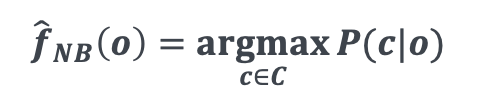 f̂_NB(o) = argmax P(c|o)
c∈C